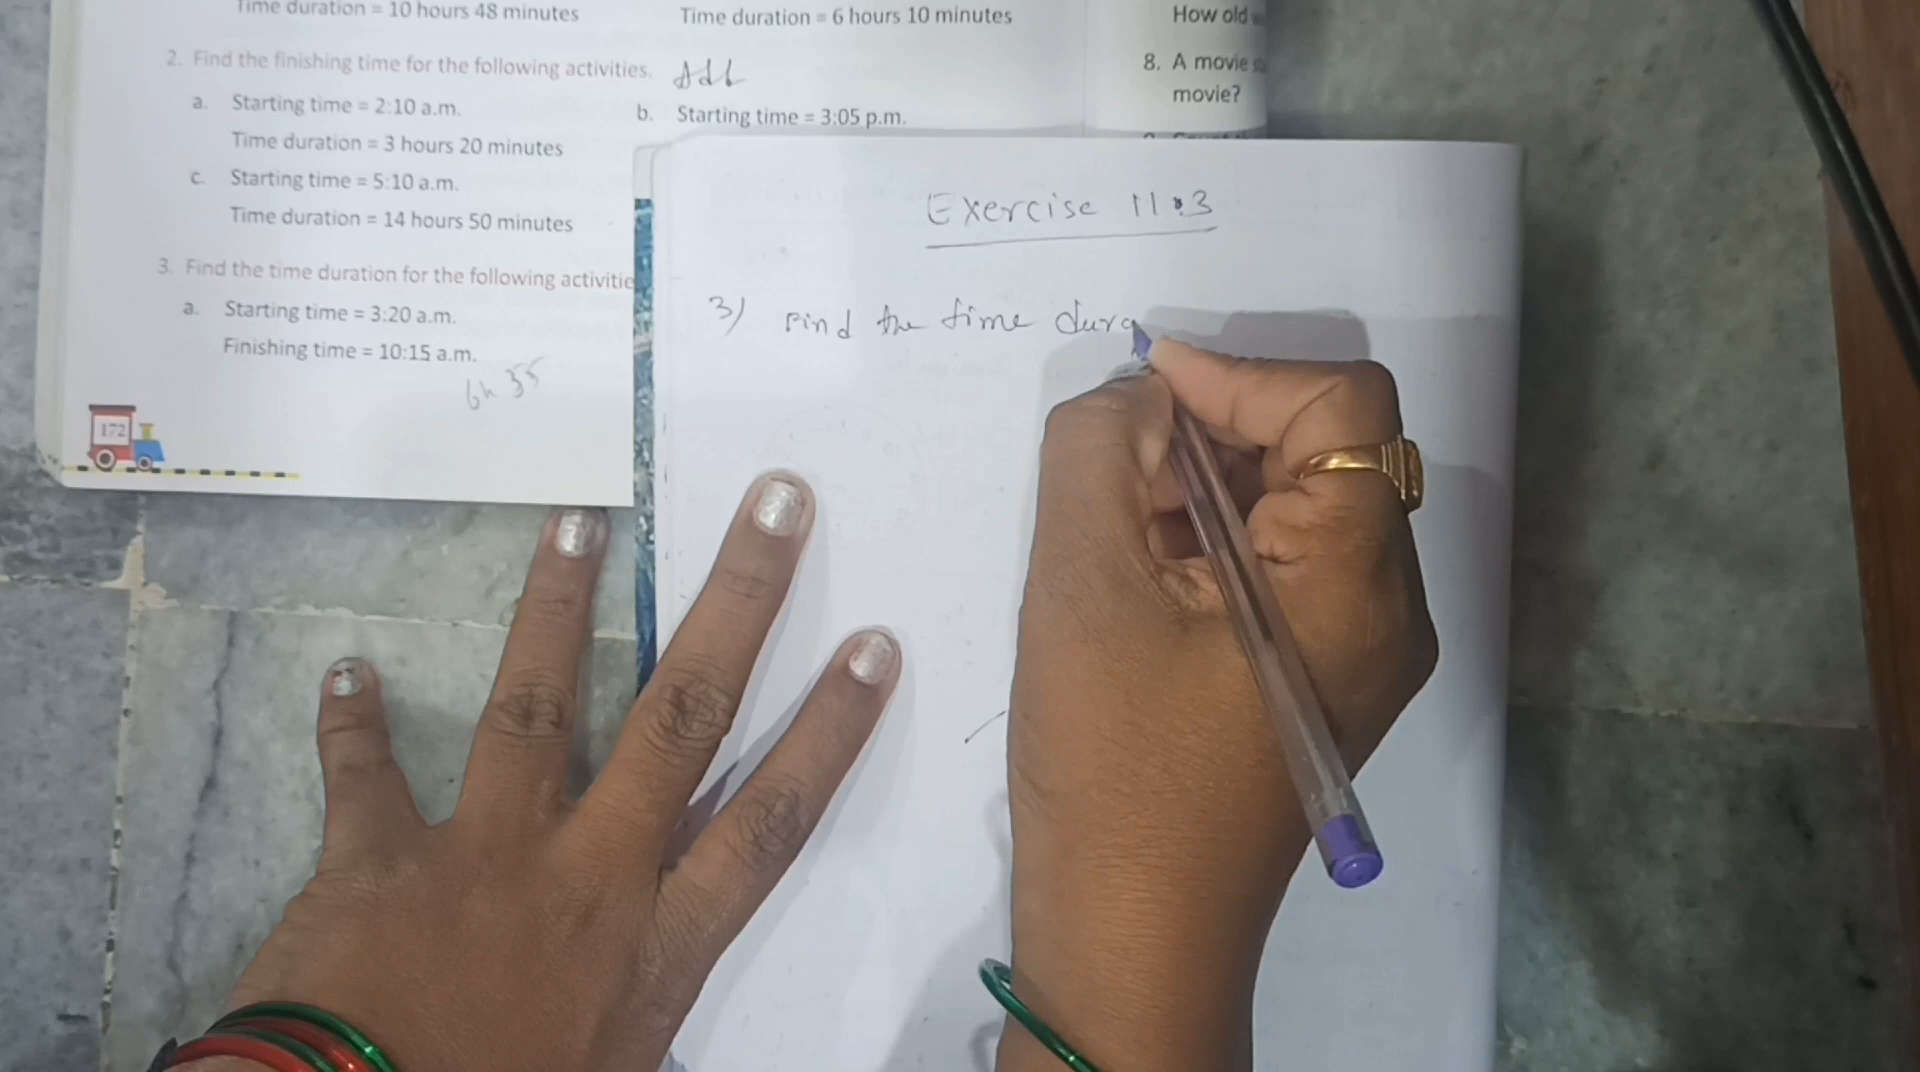 Time duration = 10 hours 48 minutes
Time duration = 6 hours 10 minutes
2. Find the finishing time for the following activities. Add
a. Starting time = 2:10 a.m.
Time duration = 3 hours 20 minutes
b. Starting time = 3:05 p.m.
c. Starting time = 5:10 a.m.
Time duration = 14 hours 50 minutes
3. Find the time duration for the following activitie
a. Starting time = 3:20 a.m.
Finishing time = 10:15 a.m.
6h 55
172
How old
8. A movie
movie?
Exercise 11.3
3) Find the time dura